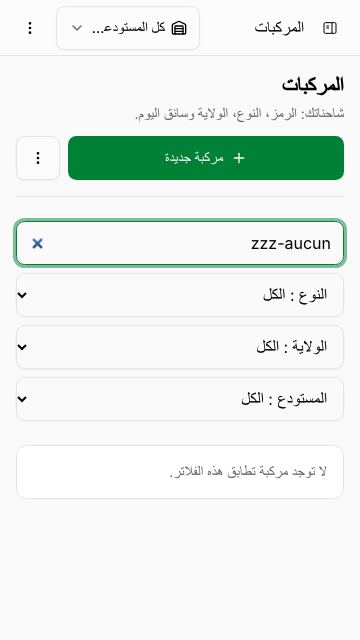 المركبات
كل المستودع...
المركبات
شاحناتك: الرمز، النوع، الولاية وسائق اليوم.
مركبة جديدة
zzz-aucun
النوع : الكل
الولاية : الكل
المستودع : الكل
لا توجد مركبة تطابق هذه الفلاتر.